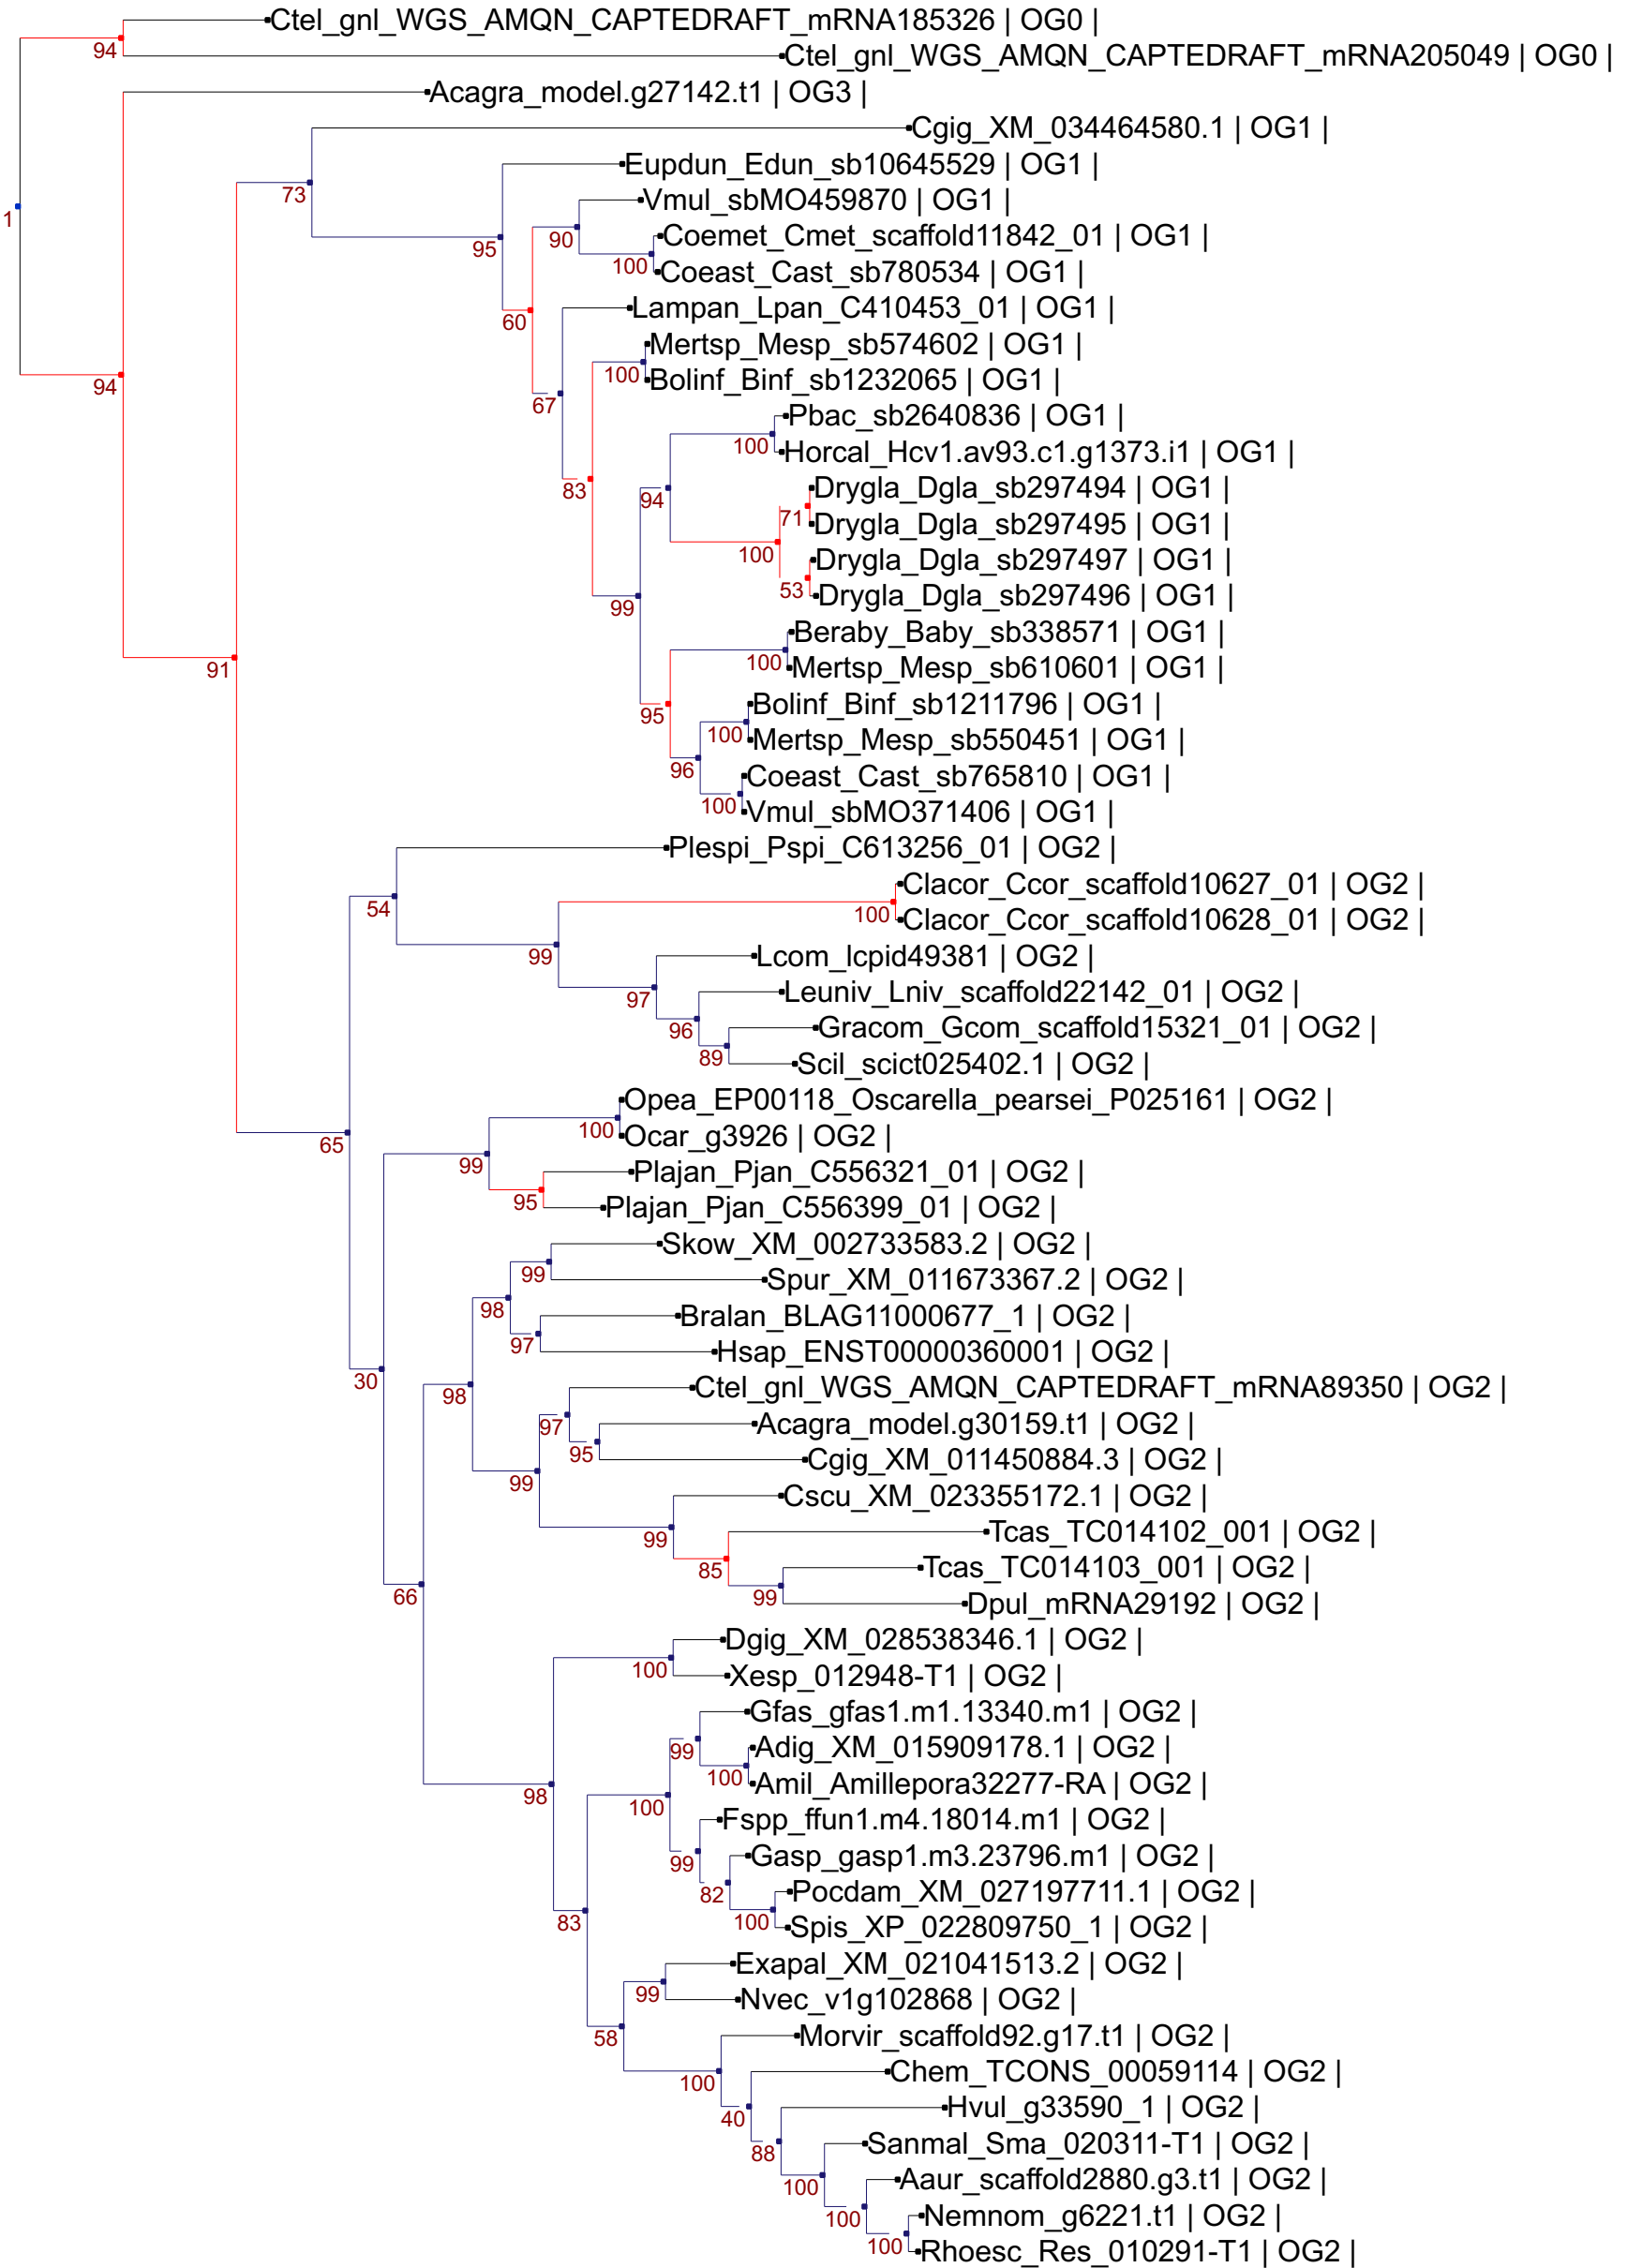 Ctel_gnl_WGS_AMQN_CAPTEDRAFT_mRNA185326 | OG0 |
94
Ctel_gnl_WGS_AMQN_CAPTEDRAFT_mRNA205049 | OG0 |
Acagra_model.g27142.t1 | OG3 |
Cgig_XM_034464580.1 | OG1 |
Eupdun_Edun_sb10645529 | OG1 |
73
Vmul_sbMO459870 | OG1 |
1
Coemet_Cmet_scaffold11842_01 | OG1 |
90
95
Coeast_Cast_sb780534 | OG1 |
100
Lampan_Lpan_C410453_01 | OG1 |
60
Mertsp_Mesp_sb574602 | OG1 |
100
Bolinf_Binf_sb1232065 | OG1 |
94
67
Pbac_sb2640836 | OG1 |
100
Horcal_Hcv1.av93.c1.g1373.i1 | OG1 |
83
Drygla_Dgla_sb297494 | OG1 |
94
71
Drygla_Dgla_sb297495 | OG1 |
100
Drygla_Dgla_sb297497 | OG1 |
53
Drygla_Dgla_sb297496 | OG1 |
99
Beraby_Baby_sb338571 | OG1 |
100
Mertsp_Mesp_sb610601 | OG1 |
91
Bolinf_Binf_sb1211796 | OG1 |
95
100
Mertsp_Mesp_sb550451 | OG1 |
96
Coeast_Cast_sb765810 | OG1 |
100
Vmul_sbMO371406 | OG1 |
Plespi_Pspi_C613256_01 | OG2 |
Clacor_Ccor_scaffold10627_01 | OG2 |
54
100
Clacor_Ccor_scaffold10628_01 | OG2 |
99
Lcom_lcpid49381 | OG2 |
Leuniv_Lniv_scaffold22142_01 | OG2 |
97
Gracom_Gcom_scaffold15321_01 | OG2 |
96
89
Scil_scict025402.1 | OG2 |
Opea_EP00118_Oscarella_pearsei_P025161 | OG2 |
100
Ocar_g3926 | OG2 |
65
99
Plajan_Pjan_C556321_01 | OG2 |
95
Plajan_Pjan_C556399_01 | OG2 |
Skow_XM_002733583.2 | OG2 |
99
Spur_XM_011673367.2 | OG2 |
98
Bralan_BLAG11000677_1 | OG2 |
97
Hsap_ENST00000360001 | OG2 |
30
Ctel_gnl_WGS_AMQN_CAPTEDRAFT_mRNA89350 | OG2 |
98
97
Acagra_model.g30159.t1 | OG2 |
95
Cgig_XM_011450884.3 | OG2 |
99
Cscu_XM_023355172.1 | OG2 |
99
Tcas_TC014102_001 | OG2 |
85
Tcas_TC014103_001 | OG2 |
99
66
Dpul_mRNA29192 | OG2 |
Dgig_XM_028538346.1 | OG2 |
100
Xesp_012948-T1 | OG2 |
Gfas_gfas1.m1.13340.m1 | OG2 |
99
Adig_XM_015909178.1 | OG2 |
100
Amil_Amillepora32277-RA | OG2 |
98
100
Fspp_ffun1.m4.18014.m1 | OG2 |
99
Gasp_gasp1.m3.23796.m1 | OG2 |
82
Pocdam_XM_027197711.1 | OG2 |
100
83
Spis_XP_022809750_1 | OG2 |
Exapal_XM_021041513.2 | OG2 |
99
Nvec_v1g102868 | OG2 |
58
Morvir_scaffold92.g17.t1 | OG2 |
Chem_TCONS_00059114 | OG2 |
100
Hvul_g33590_1 | OG2 |
40
Sanmal_Sma_020311-T1 | OG2 |
88
Aaur_scaffold2880.g3.t1 | OG2 |
100
Nemnom_g6221.t1 | OG2 |
100
Rhoesc_Res_010291-T1 | OG2 |
100